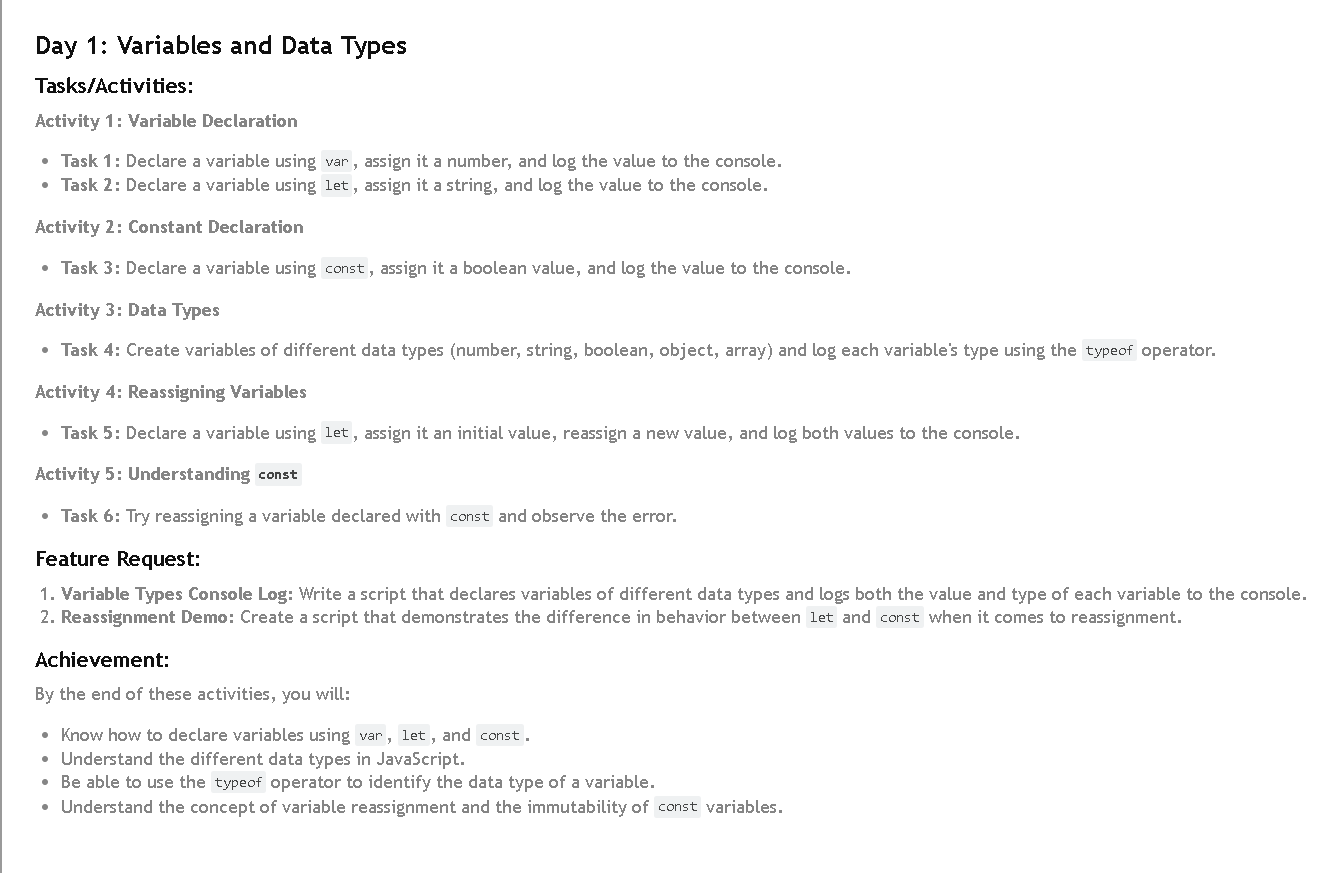 Day 1: Variables and Data Types
Tasks/Activities:
Activity 1: Variable Declaration
• Task 1: Declare a variable using var, assign it a number, and log the value to the console.
• Task 2: Declare a variable using let, assign it a string, and log the value to the console.
Activity 2: Constant Declaration
• Task 3: Declare a variable using const, assign it a boolean value, and log the value to the console.
Activity 3: Data Types
• Task 4: Create variables of different data types (number, string, boolean, object, array) and log each variable's type using the typeof operator.
Activity 4: Reassigning Variables
• Task 5: Declare a variable using let, assign it an initial value, reassign a new value, and log both values to the console.
Activity 5: Understanding const
• Task 6: Try reassigning a variable declared with const and observe the error.
Feature Request:
1. Variable Types Console Log: Write a script that declares variables of different data types and logs both the value and type of each variable to the console.
2. Reassignment Demo: Create a script that demonstrates the difference in behavior between let and const when it comes to reassignment.
Achievement:
By the end of these activities, you will:
• Know how to declare variables using var, let, and const.
• Understand the different data types in JavaScript.
• Be able to use the typeof operator to identify the data type of a variable.
• Understand the concept of variable reassignment and the immutability of const variables.